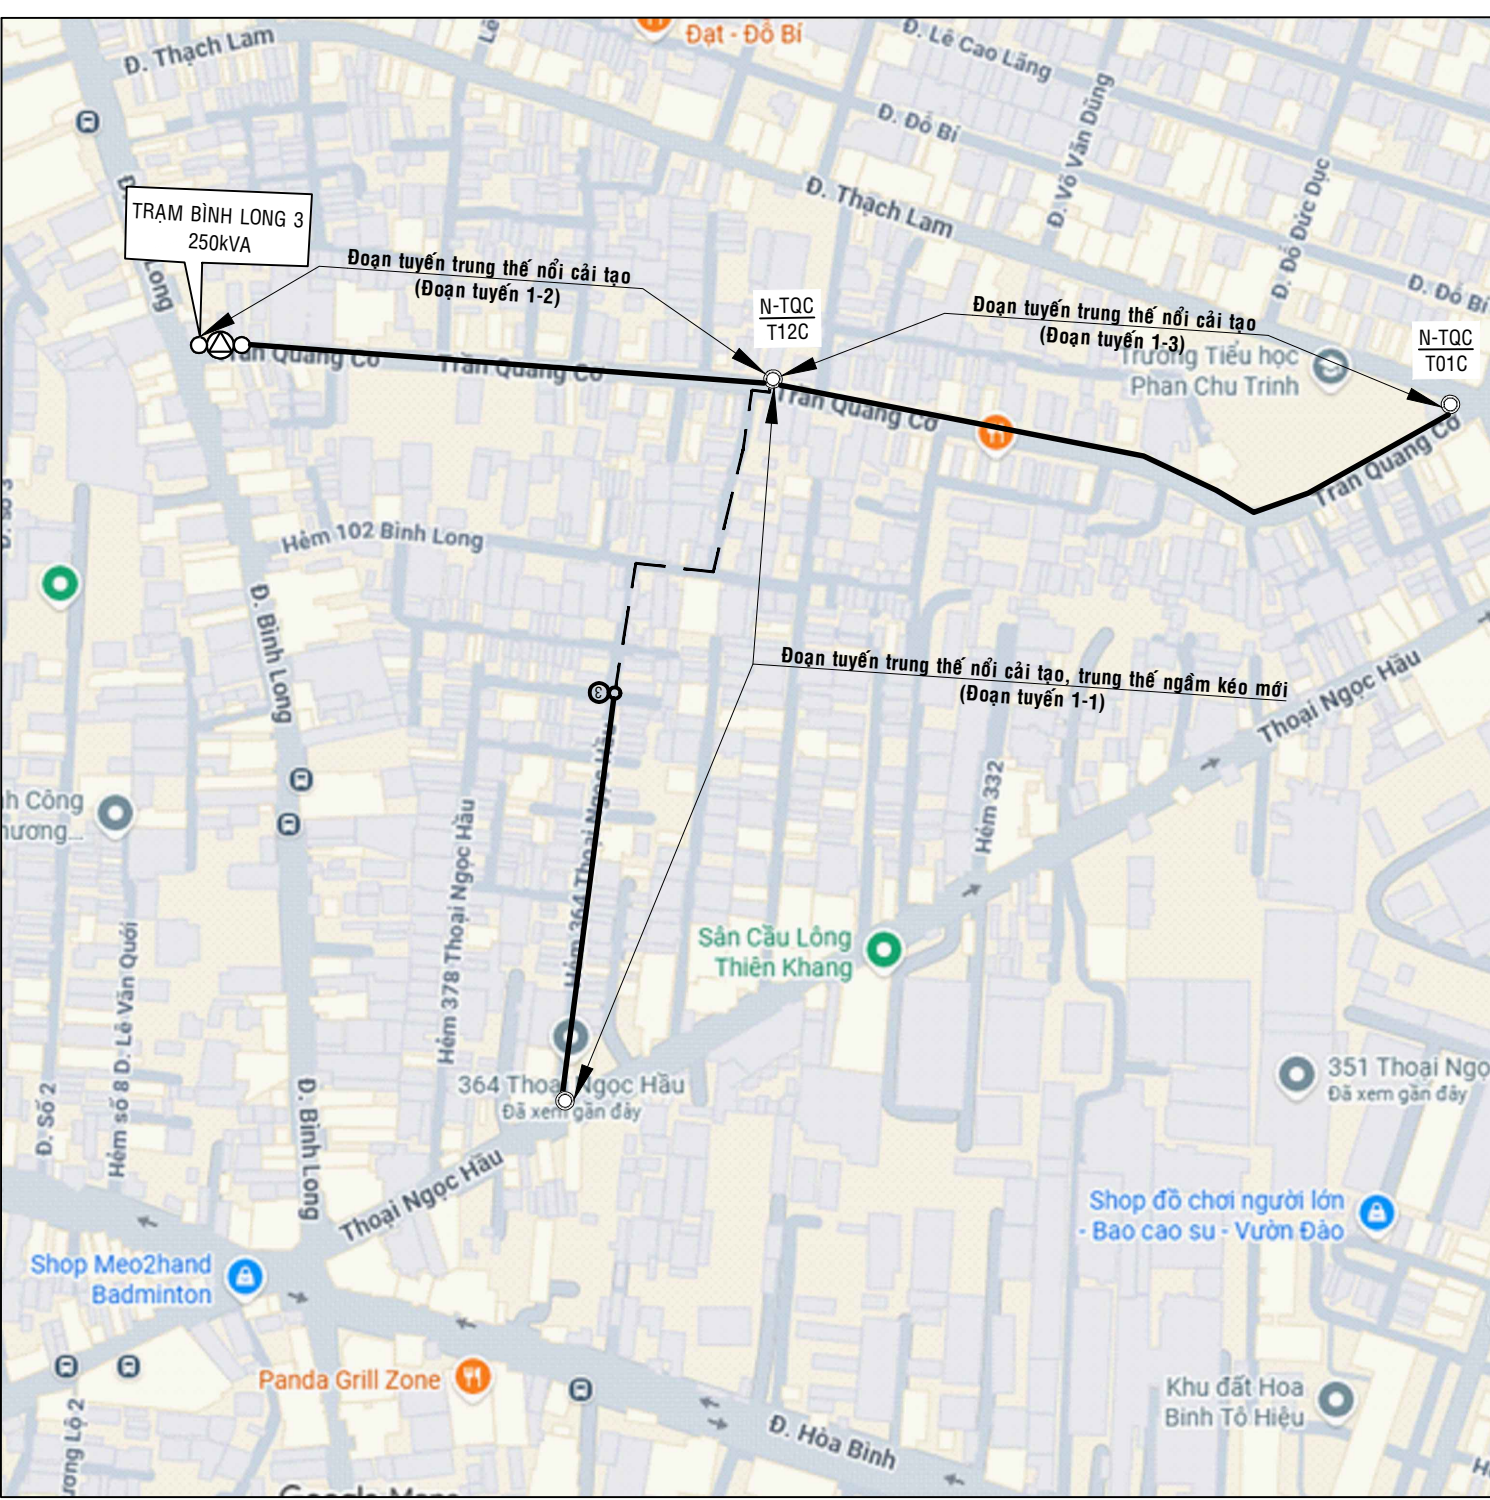 Đ. Thạch Lam
Đạt - Đỗ Bí
Đ. Lê Cao Lãng
Đ. Đỗ Bí
Đ. Võ Văn Dũng
Đ. Đỗ Đức Dục
Đ. Thạch Lam
Đ. Đỗ Bí
TRẠM BÌNH LONG 3
250kVA
Long
Đoạn tuyến trung thế nổi cải tạo
(Đoạn tuyến 1-2)
N-TQC
T12C
Đoạn tuyến trung thế nổi cải tạo
(Đoạn tuyến 1-3)
N-TQC
T01C
Trường Tiểu học
Phan Chu Trinh
Trần Quang Cơ
Trần Quang Cơ
Trần Quang Cơ
Trần Quang Cơ
Hẻm 102 Bình Long
Đ. Bình Long
Đoạn tuyến trung thế nổi cải tạo, trung thế ngầm kéo mới
(Đoạn tuyến 1-1)
3
Thoại Ngọc Hầu
Hẻm 332
Hẻm 364 Thoại Ngọc Hầu
Hẻm 378 Thoại Ngọc Hầu
Sân Cầu Lông
Thiên Khang
Đ. Số 2
Hẻm số 8 D. Lê Văn Quới
Đ. Bình Long
364 Thoại Ngọc Hầu
Đã xem gần đây
351 Thoại Ngọ
Đã xem gần đây
Thoại Ngọc Hầu
Shop đồ chơi người lớn
- Bao cao su - Vườn Đào
Shop Meo2hand
Badminton
Panda Grill Zone
Khu đất Hoa
Binh Tô Hiệu
Đ. Hòa Bình